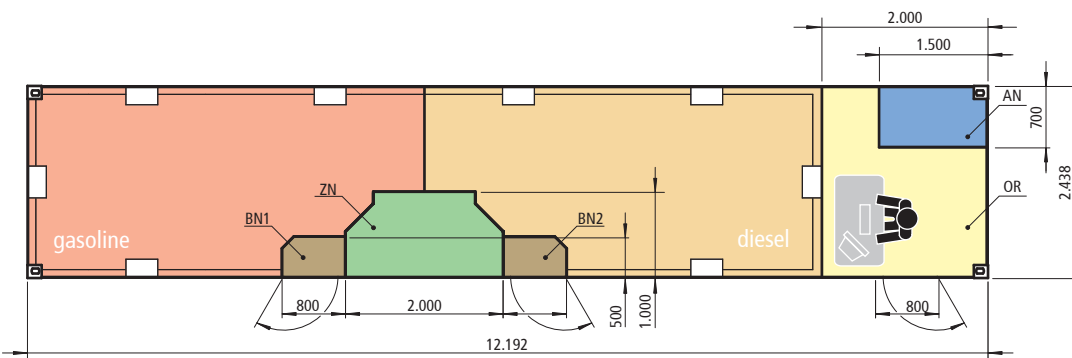 2.000
1.500
AN
700
2.438
ZN
OR
BN1
BN2
gasoline
diesel
800
2.000
500
1.000
800
12.192